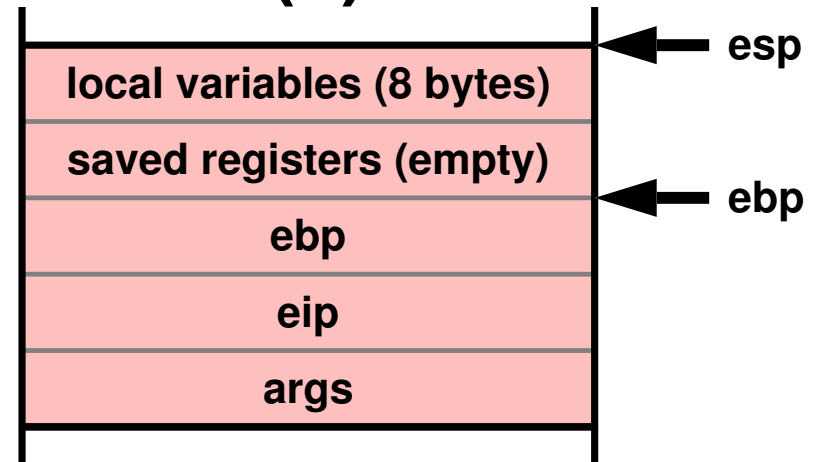 esp
local variables (8 bytes)
saved registers (empty)
ebp
ebp
eip
args